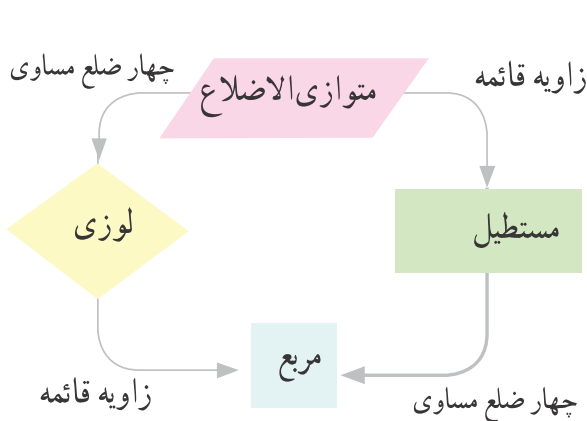 زاویه قائمه
متوازی‌الاضلاع
چهار ضلع مساوی
مستطیل
لوزی
مربع
چهار ضلع مساوی
زاویه قائمه